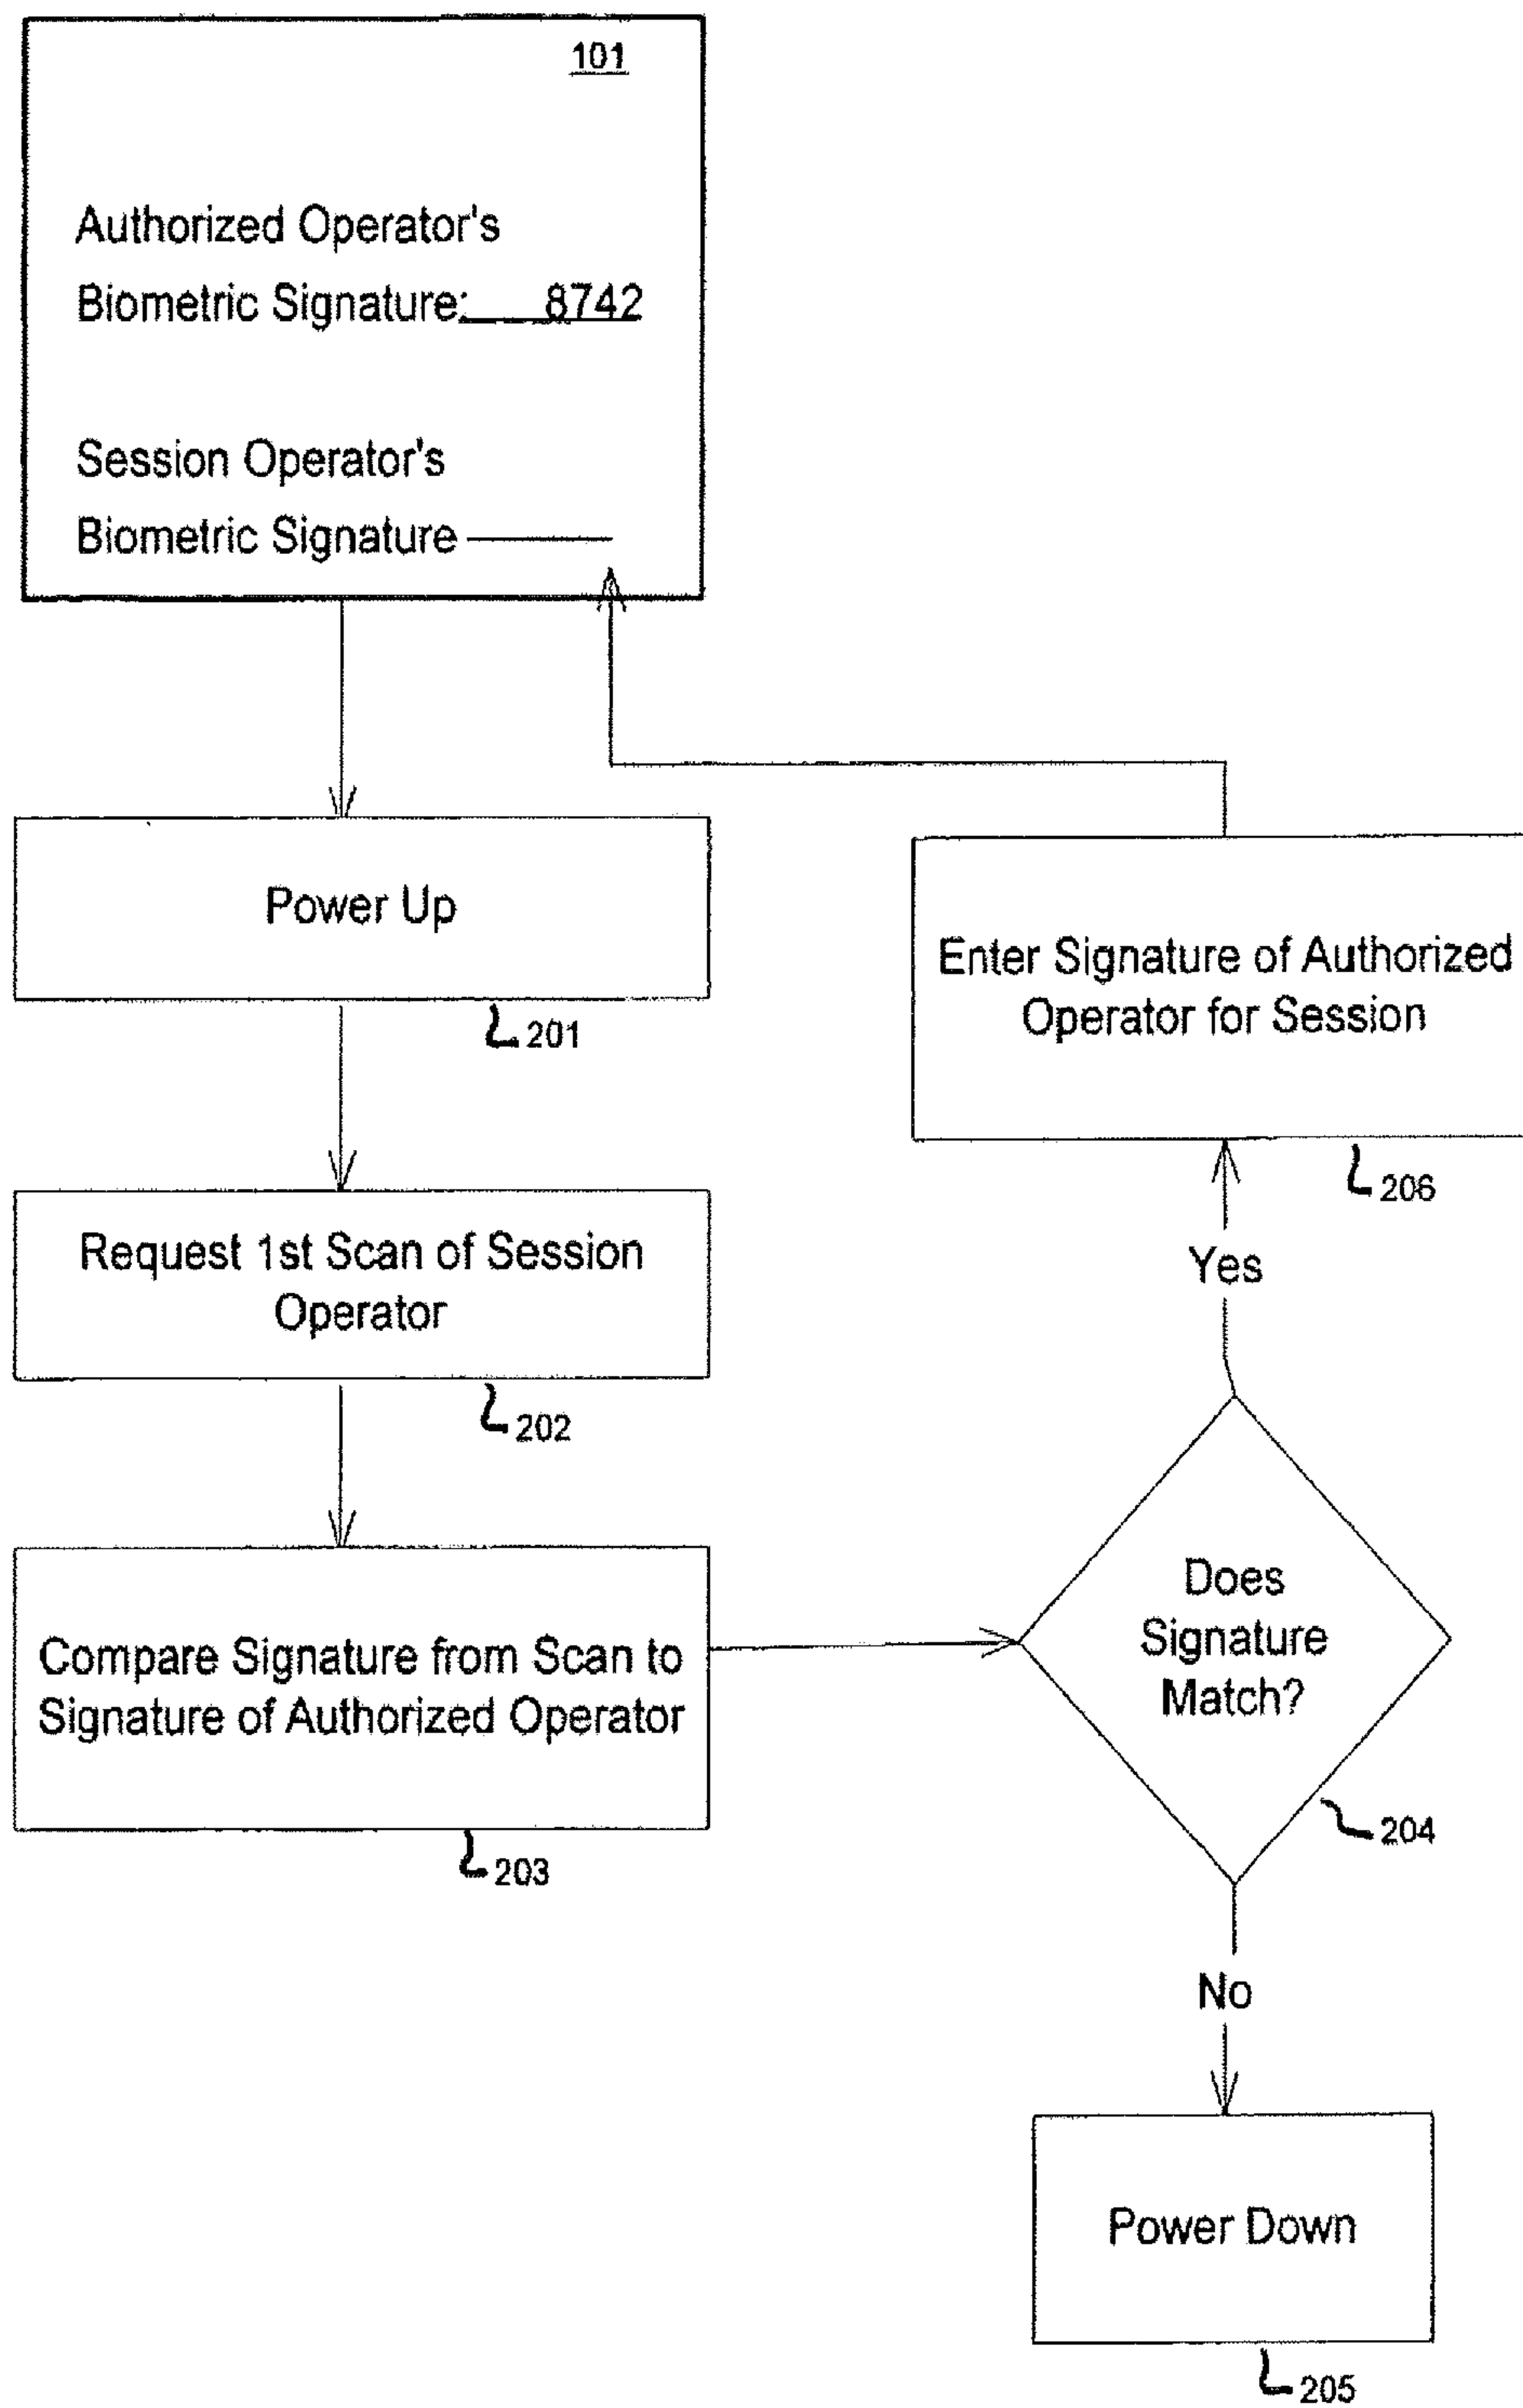 101
Authorized Operator's
Biometric Signature: 8742
Session Operator's
Biometric Signature
Power Up
201
Enter Signature of Authorized
Operator for Session
206
Request 1st Scan of Session
Operator
202
Yes
Compare Signature from Scan to
Signature of Authorized Operator
203
Does
Signature
Match?
204
No
Power Down
205